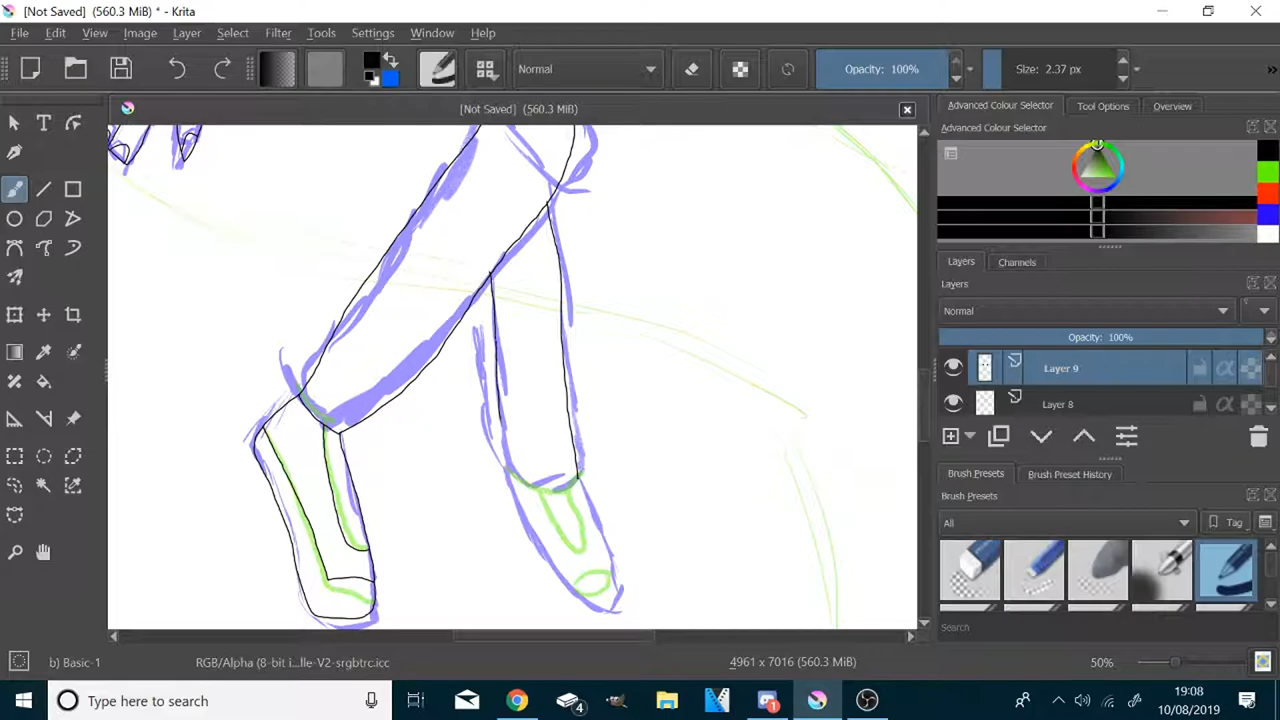 [Not Saved] (560.3 MiB) * - Krita
File Edit View Image Layer Select Filter Tools Settings Window Help
Normal
Opacity: 100%
Size: 2.37 px
[Not Saved] (560.3 MiB)
Advanced Colour Selector
Tool Options
Overview
Advanced Colour Selector
Layers
Channels
Layers
Normal
Opacity: 100%
Layer 9
Layer 8
Brush Presets
Brush Preset History
Brush Presets
All
Tag
Search
b) Basic-1
RGB/Alpha (8-bit i...lle-V2-srgbtrc.icc
4961 x 7016 (560.3 MiB)
50%
Type here to search
4
1
19:08
10/08/2019